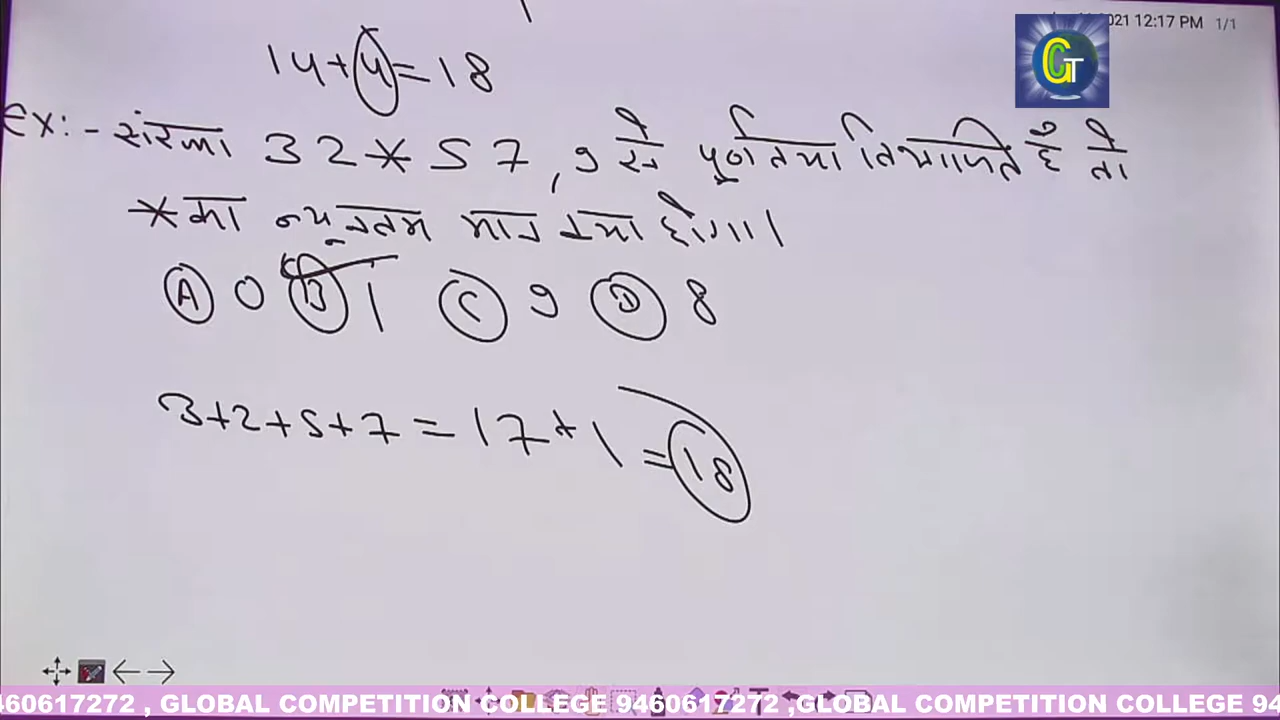 2021 12:17 PM 1/1
14+4=18
GT
Ex:- संख्या 32*57, 9 से पूर्णतया विभाजित है तो
* का न्यूनतम मान क्या होगा।
(A) 0 (B) 1 (C) 9 (D) 8
3+2+5+7=17+1=18
460617272 , GLOBAL COMPETITION COLLEGE 9460617272 ,GLOBAL COMPETITION COLLEGE 94